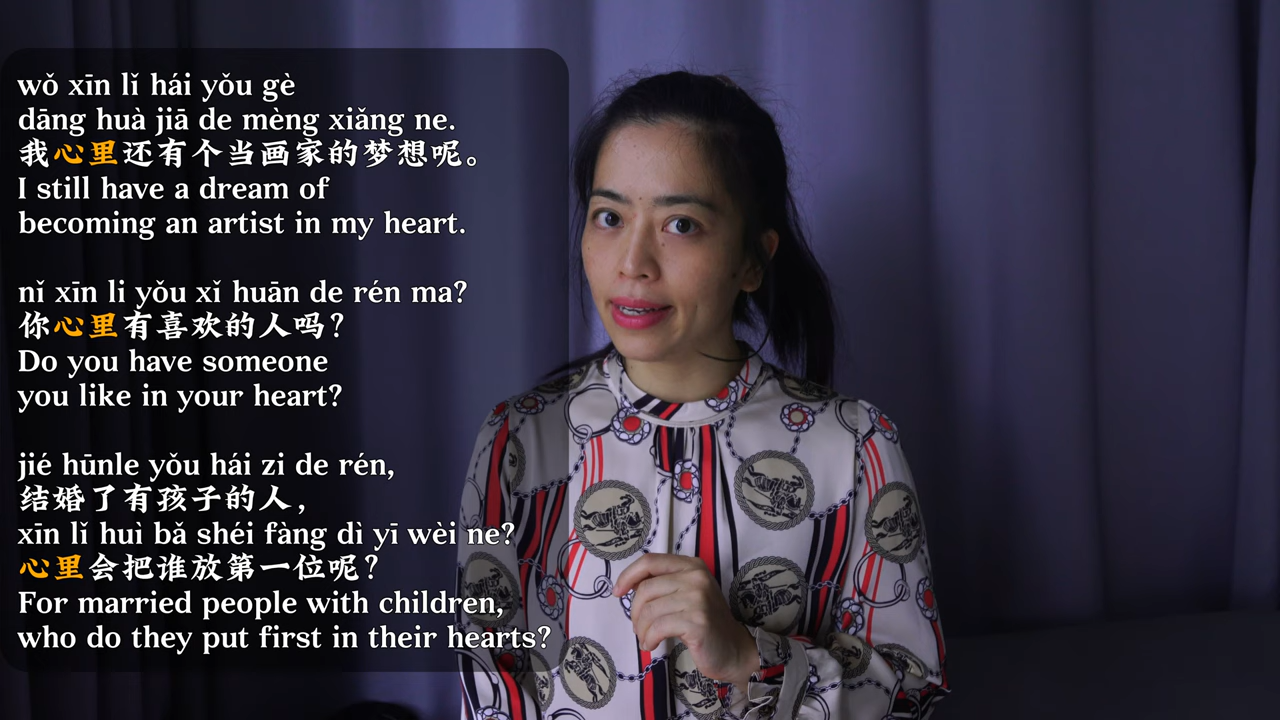 wǒ xīn lǐ hái yǒu gè
dāng huà jiā de mèng xiǎng ne.
我心里还有个当画家的梦想呢。
I still have a dream of
becoming an artist in my heart.
nǐ xīn li yǒu xǐ huān de rén ma?
你心里有喜欢的人吗?
Do you have someone
you like in your heart?
jié hūnle yǒu hái zi de rén,
结婚了有孩子的人,
xīn lǐ huì bǎ shéi fàng dì yī wèi ne?
心里会把谁放第一位呢?
For married people with children,
who do they put first in their hearts?